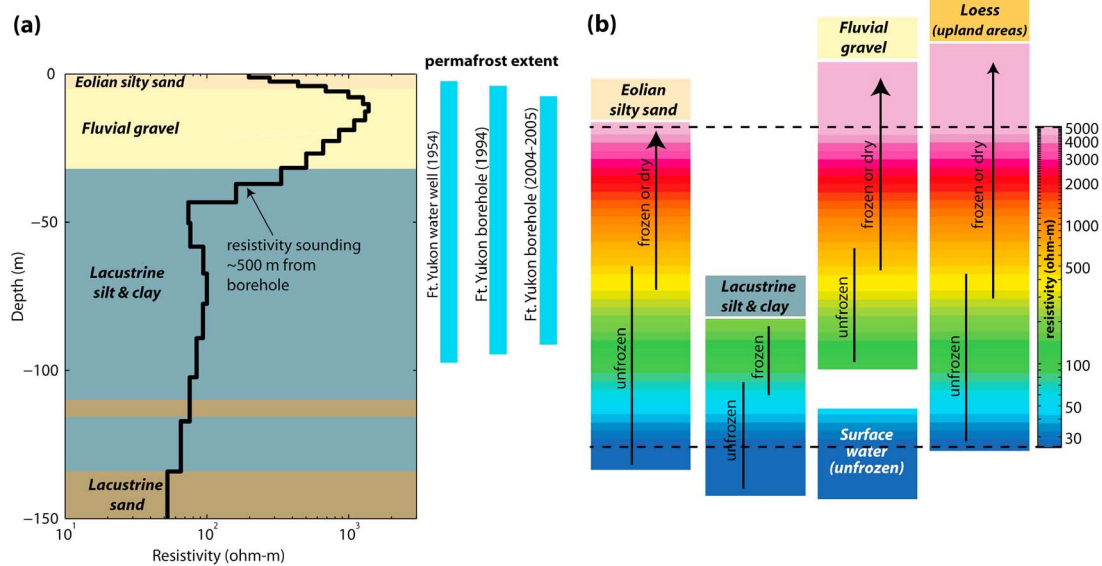 (a)
0
−50
−100
−150
Depth (m)
Eolian silty sand
Fluvial gravel
resistivity sounding
~500 m from
borehole
Lacustrine
silt & clay
Lacustrine
sand
10¹
10²
10³
Resistivity (ohm-m)
permafrost extent
Ft. Yukon water well (1954)
Ft. Yukon borehole (1994)
Ft. Yukon borehole (2004-2005)
(b)
Eolian
silty sand
frozen or dry
unfrozen
Lacustrine
silt & clay
frozen
unfrozen
Fluvial
gravel
frozen or dry
unfrozen
Surface
water
(unfrozen)
Loess
(upland areas)
frozen or dry
unfrozen
5000
4000
3000
2000
1000
500
100
50
30
resistivity (ohm-m)